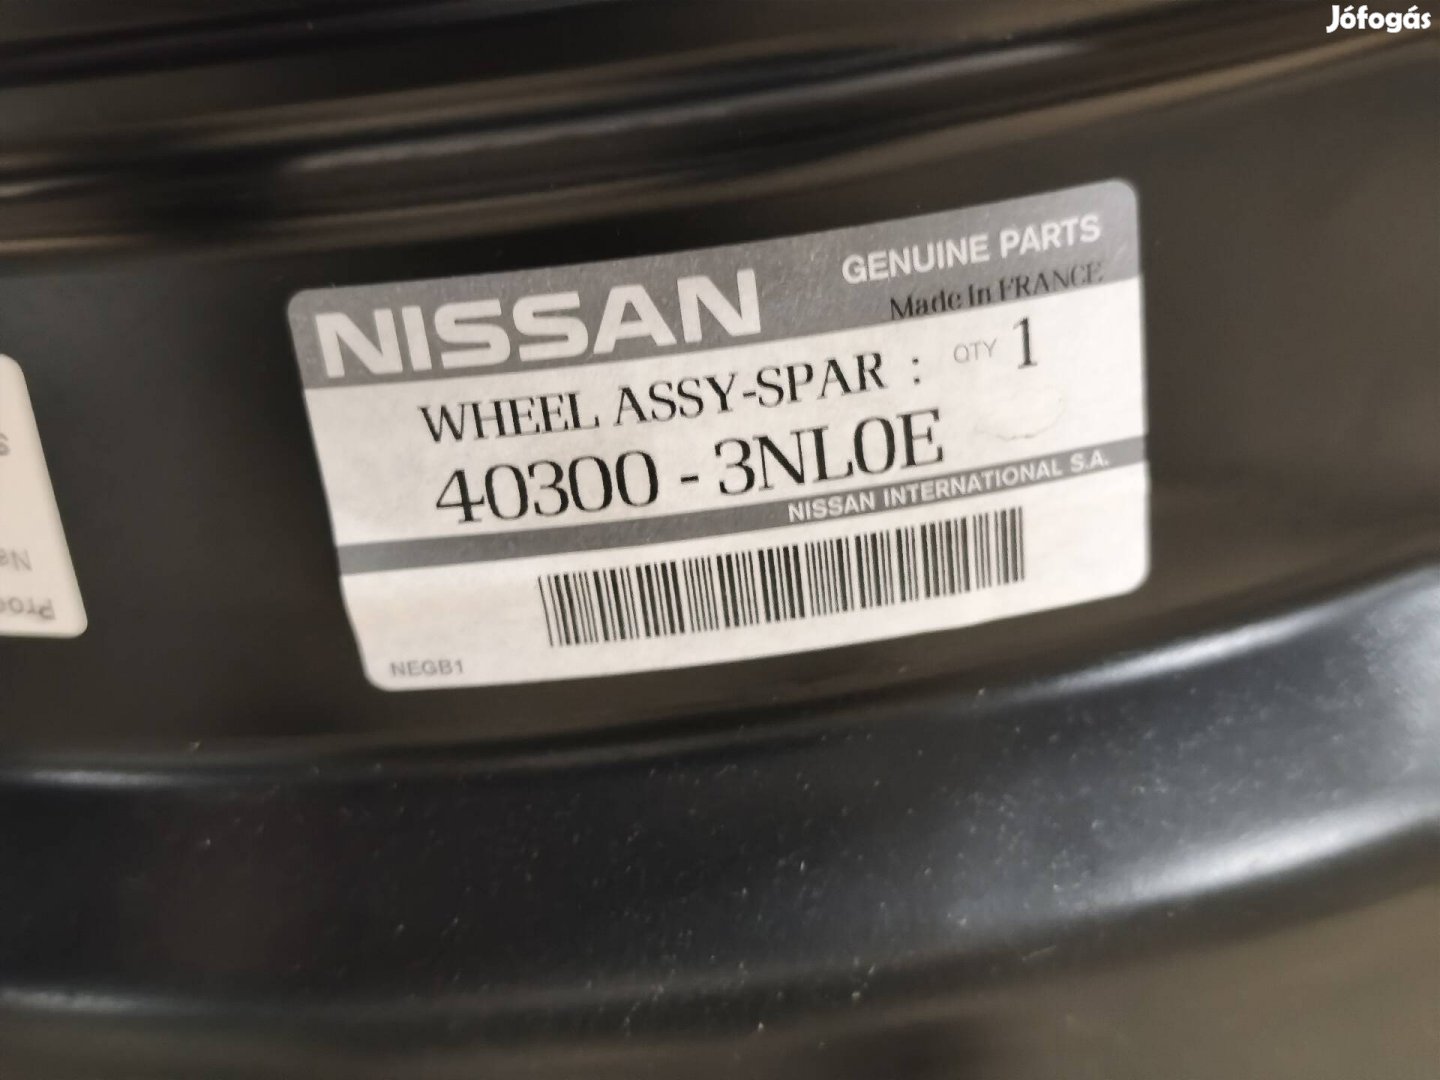 Jófogás
NISSAN
GENUINE PARTS
Made In FRANCE
WHEEL ASSY-SPAR : QTY 1
40300 - 3NL0E
NISSAN INTERNATIONAL S.A.
NEGB1